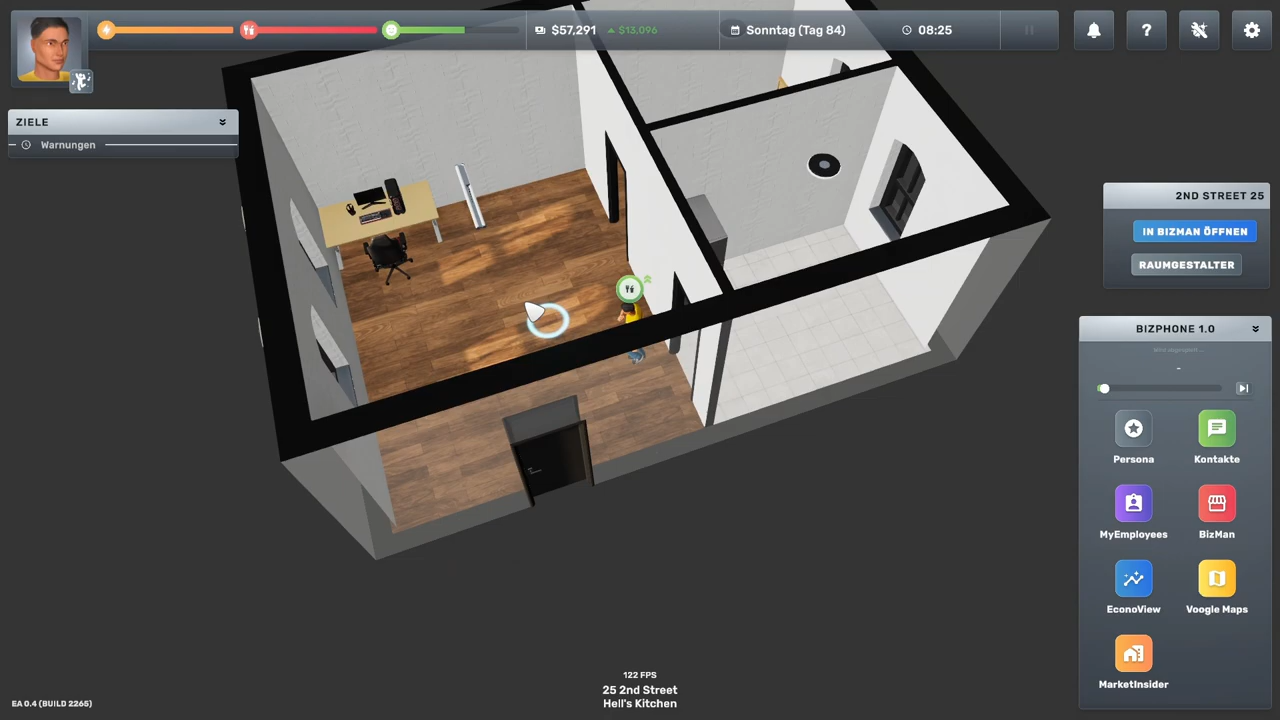 $57,291 $13,096 Sonntag (Tag 84) 08:25
ZIELE
Warnungen
2ND STREET 25
IN BIZMAN ÖFFNEN
RAUMGESTALTER
BIZPHONE 1.0
-
Persona Kontakte
MyEmployees BizMan
EconoView Voogle Maps
MarketInsider
122 FPS
25 2nd Street
Hell's Kitchen
EA 0.4 (BUILD 2265)